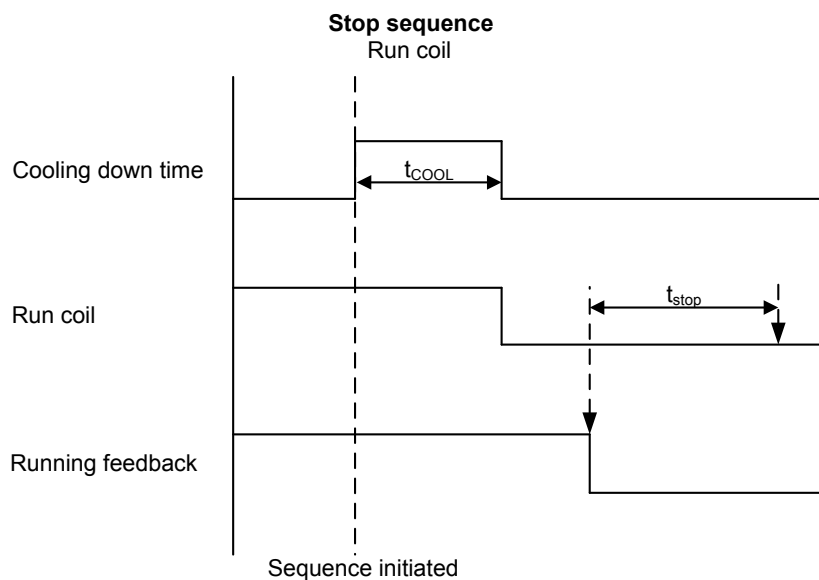 Stop sequence
Run coil
Cooling down time
tCOOL
Run coil
tstop
Running feedback
Sequence initiated